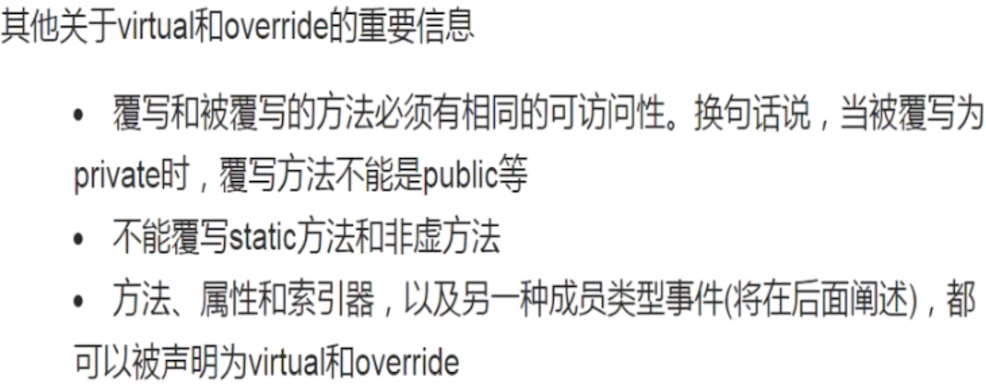 其他关于virtual和override的重要信息
• 覆写和被覆写的方法必须有相同的可访问性。换句话说，当被覆写为
private时，覆写方法不能是public等
• 不能覆写static方法和非虚方法
• 方法、属性和索引器，以及另一种成员类型事件(将在后面阐述)，都
可以被声明为virtual和override